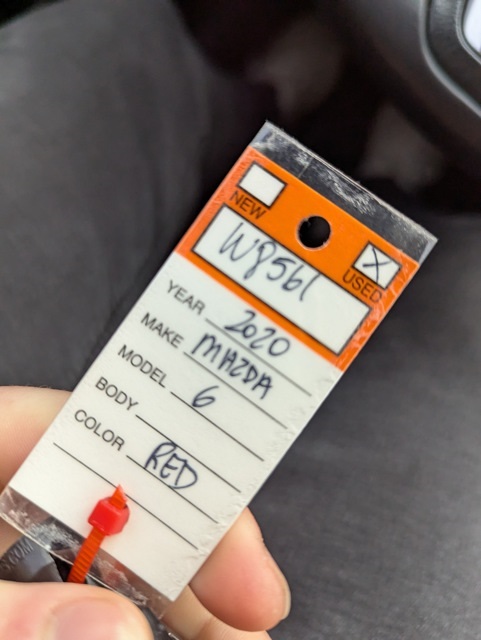 NEW
X
USED
W8561
YEAR 2020
MAKE MAZDA
MODEL 6
BODY
COLOR RED